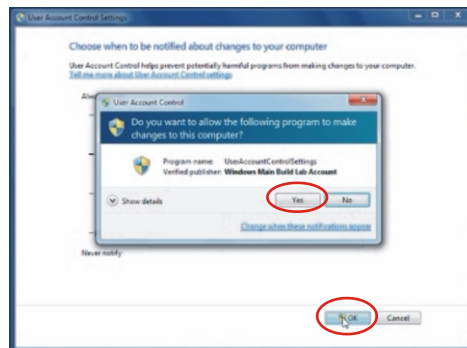 User Account Control Settings
Choose when to be notified about changes to your computer
User Account Control helps prevent potentially harmful programs from making changes to your computer.
Tell me more about User Account Control settings
User Account Control
Do you want to allow the following program to make
changes to this computer?
Program name: UserAccountControlSettings
Verified publisher: Windows Main Build Lab Account
Show details
Yes
No
Change when these notifications appear
Never notify
OK
Cancel